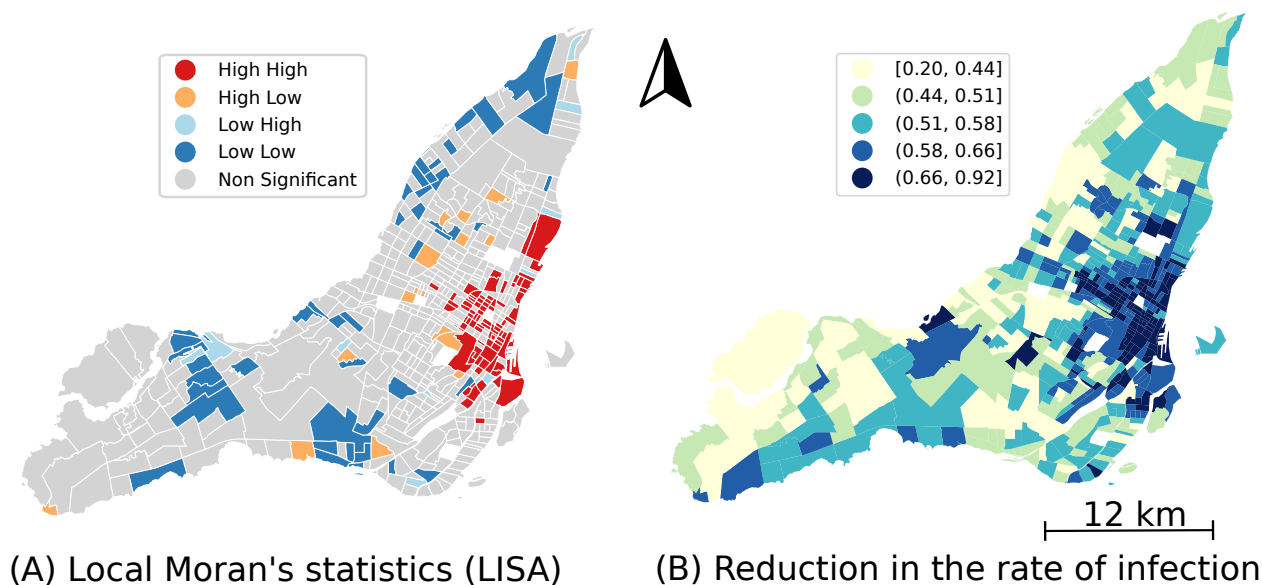 High High
High Low
Low High
Low Low
Non Significant
[0.20, 0.44]
(0.44, 0.51]
(0.51, 0.58]
(0.58, 0.66]
(0.66, 0.92]
12 km
(A) Local Moran's statistics (LISA)
(B) Reduction in the rate of infection